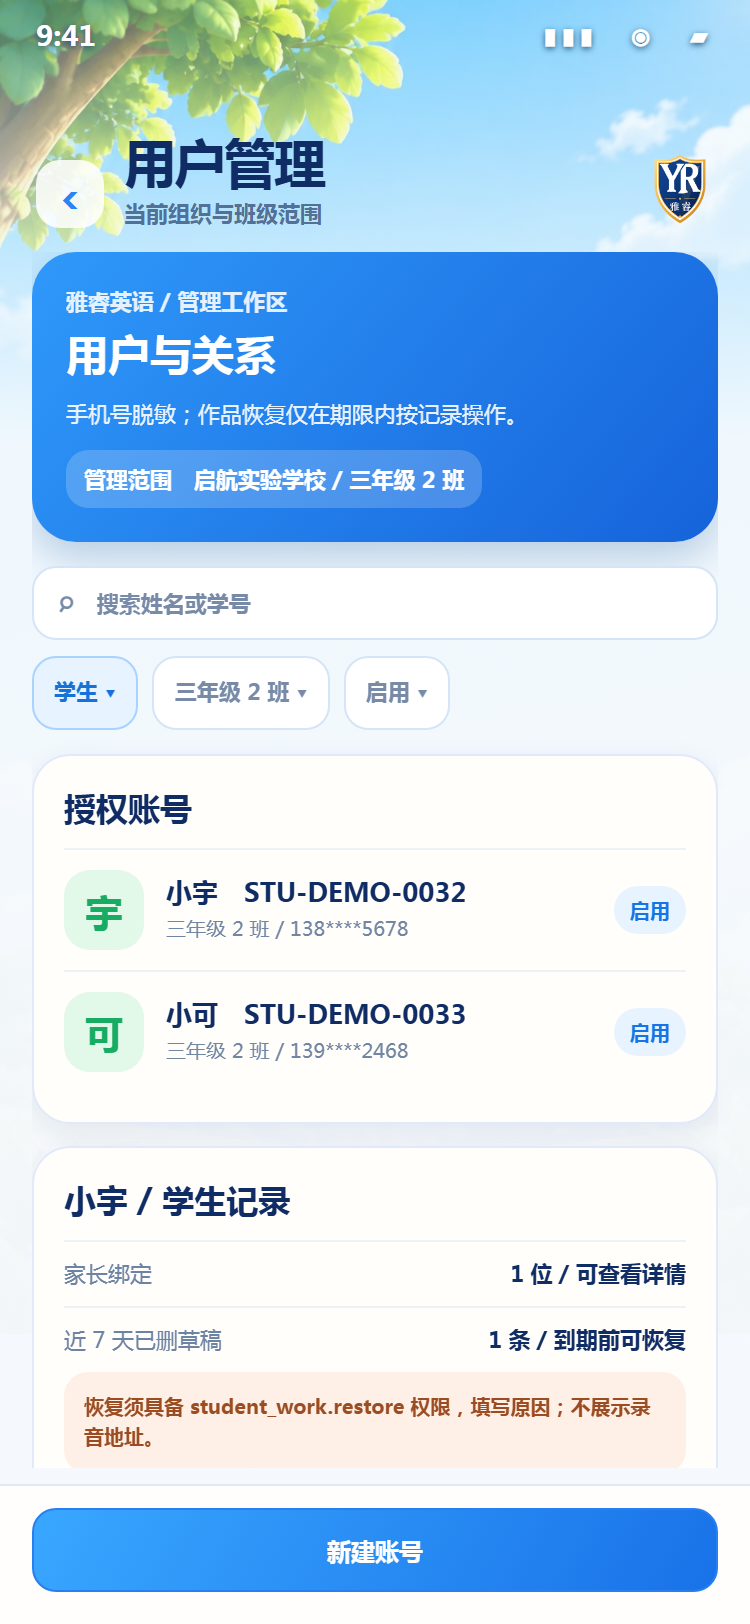 9:41
用户管理
当前组织与班级范围
YR
雅睿
雅睿英语 / 管理工作区
用户与关系
手机号脱敏；作品恢复仅在期限内按记录操作。
管理范围 启航实验学校 / 三年级 2 班
搜索姓名或学号
学生 ▾ 三年级 2 班 ▾ 启用 ▾
授权账号
宇 小宇 STU-DEMO-0032 启用
三年级 2 班 / 138****5678
可 小可 STU-DEMO-0033 启用
三年级 2 班 / 139****2468
小宇 / 学生记录
家长绑定 1 位 / 可查看详情
近 7 天已删草稿 1 条 / 到期前可恢复
恢复须具备 student_work.restore 权限，填写原因；不展示录
音地址。
新建账号